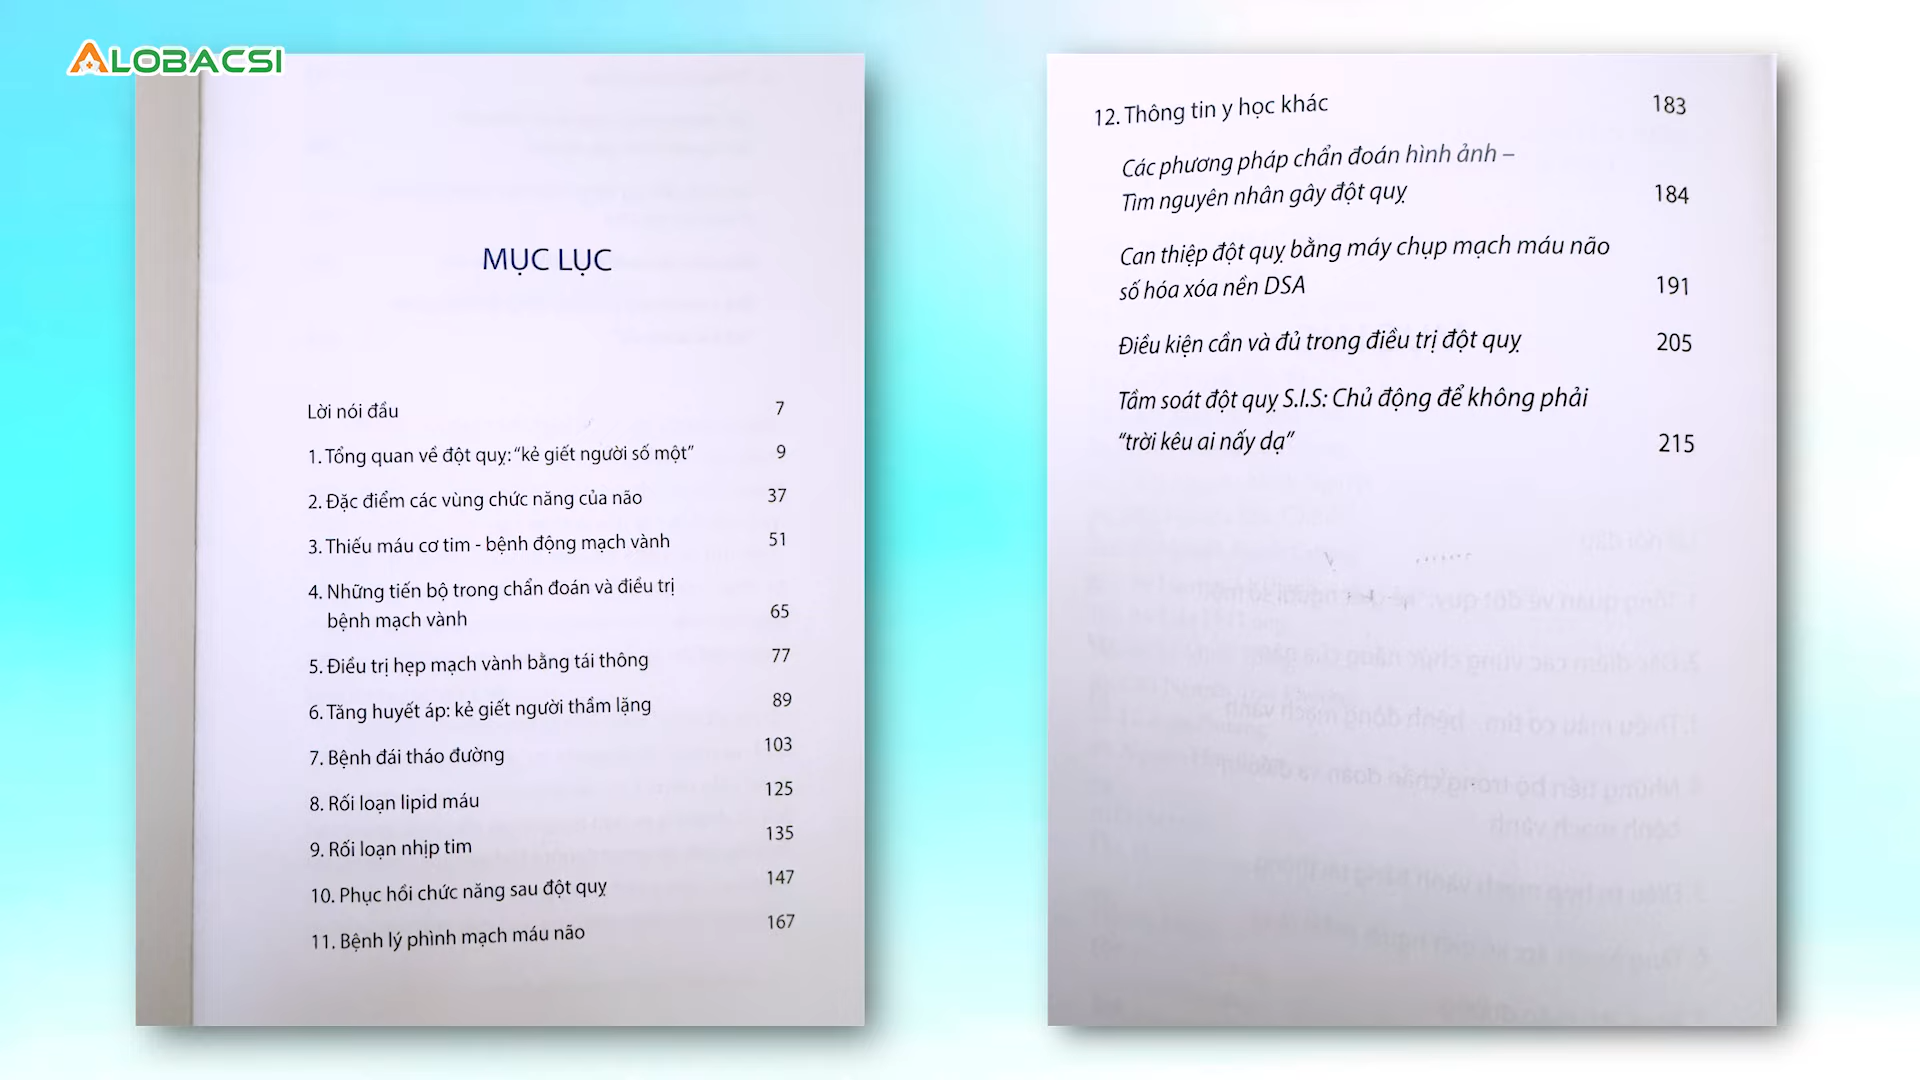 ALOBACSI
MỤC LỤC
Lời nói đầu 7
1. Tổng quan về đột quỵ: “kẻ giết người số một” 9
2. Đặc điểm các vùng chức năng của não 37
3. Thiếu máu cơ tim - bệnh động mạch vành 51
4. Những tiến bộ trong chẩn đoán và điều trị
bệnh mạch vành 65
5. Điều trị hẹp mạch vành bằng tái thông 77
6. Tăng huyết áp: kẻ giết người thầm lặng 89
7. Bệnh đái tháo đường 103
8. Rối loạn lipid máu 125
9. Rối loạn nhịp tim 135
10. Phục hồi chức năng sau đột quỵ 147
11. Bệnh lý phình mạch máu não 167
12. Thông tin y học khác 183
Các phương pháp chẩn đoán hình ảnh –
Tìm nguyên nhân gây đột quỵ 184
Can thiệp đột quỵ bằng máy chụp mạch máu não
số hóa xóa nền DSA 191
Điều kiện cần và đủ trong điều trị đột quỵ 205
Tầm soát đột quỵ S.I.S: Chủ động để không phải
“trời kêu ai nấy dạ” 215